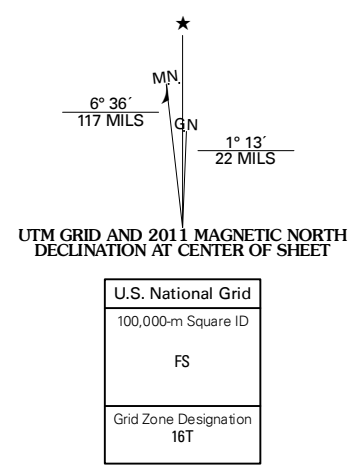 ★
M.N.
6° 36´
117 MILS
GN
1° 13´
22 MILS
UTM GRID AND 2011 MAGNETIC NORTH
DECLINATION AT CENTER OF SHEET
U.S. National Grid
100,000-m Square ID
FS
Grid Zone Designation
16T